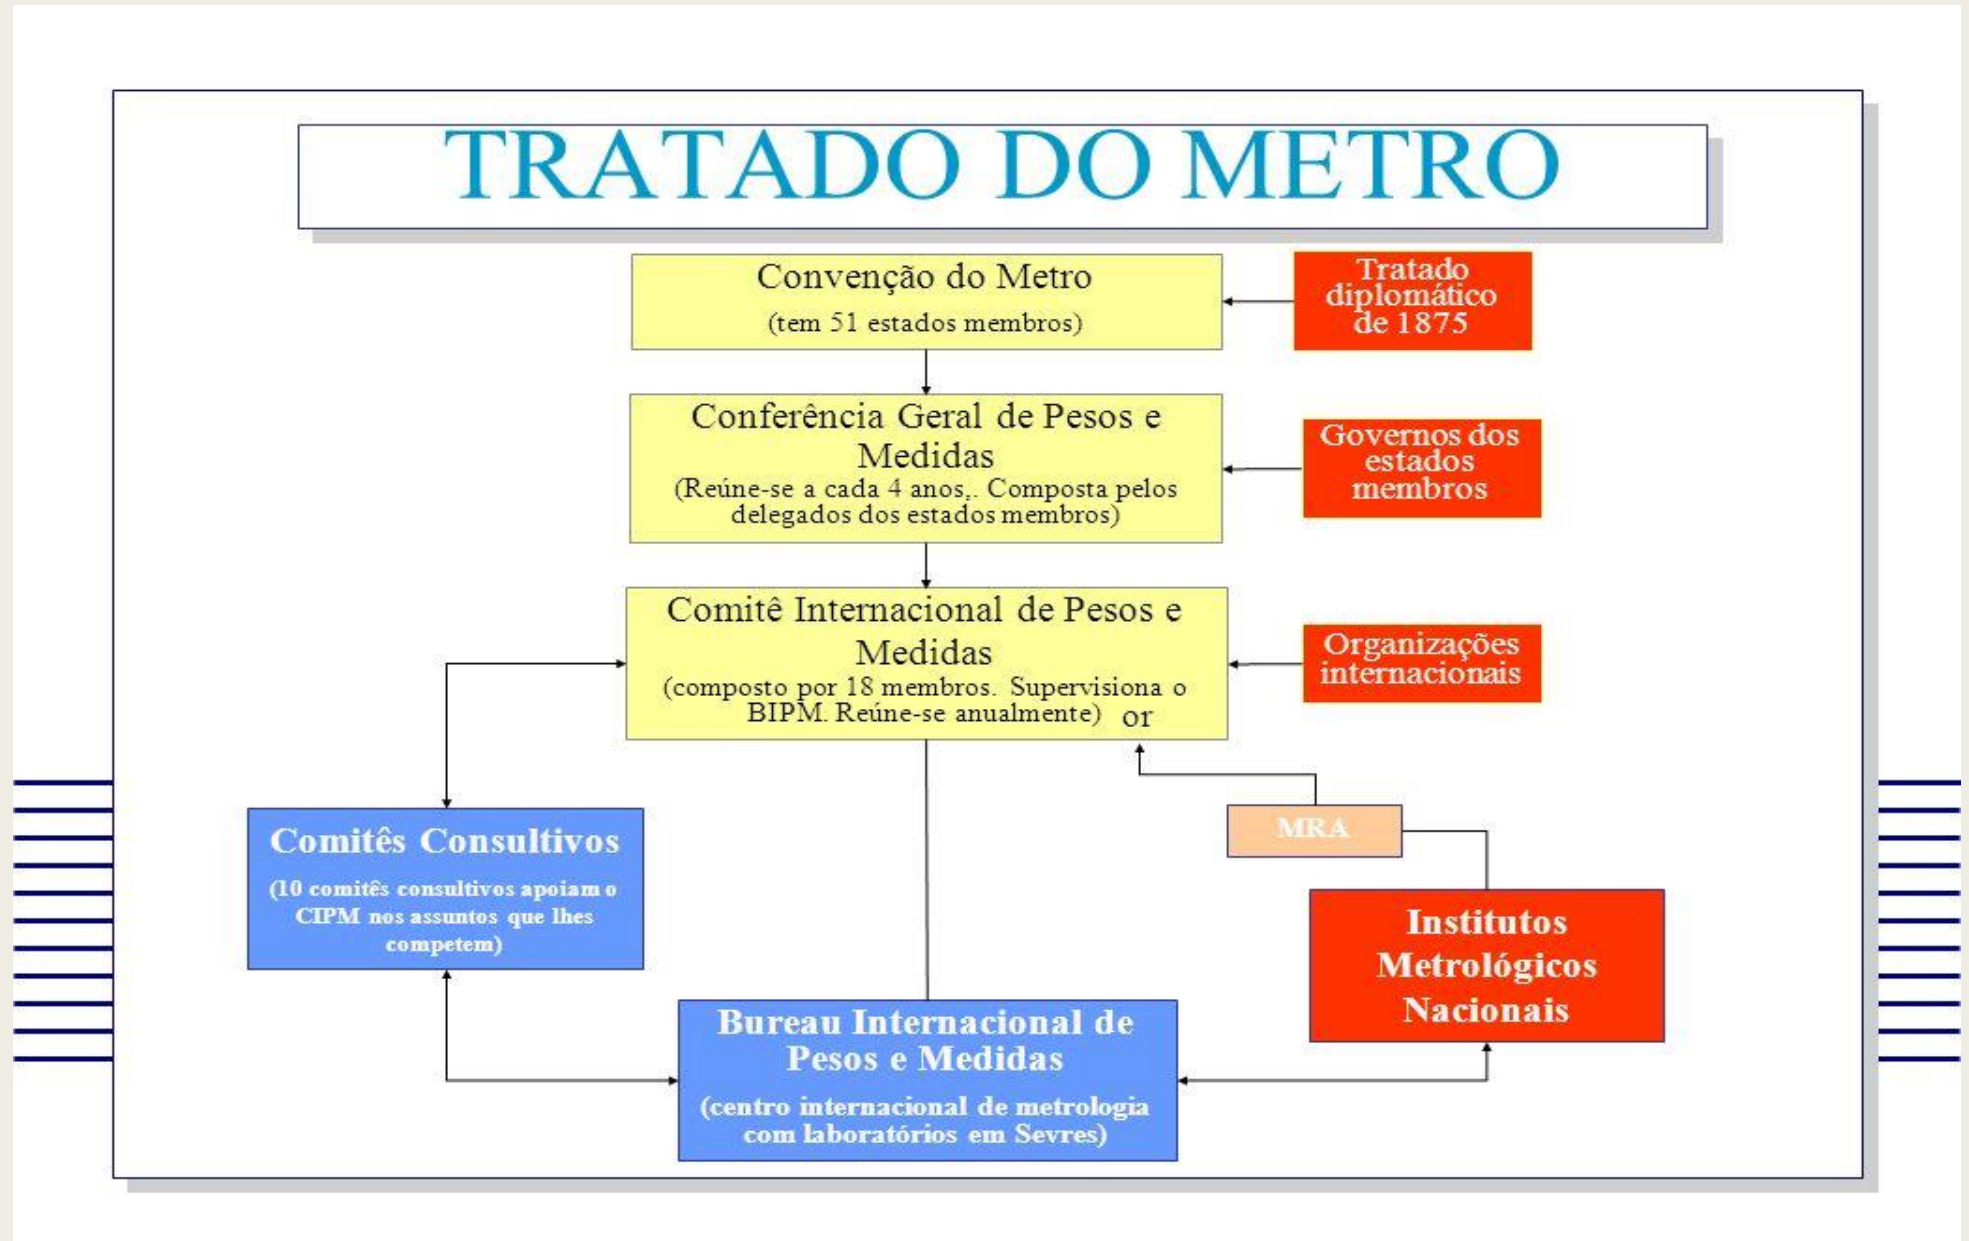 TRATADO DO METRO
Convenção do Metro
(tem 51 estados membros)
Tratado
diplomático
de 1875
Conferência Geral de Pesos e
Medidas
(Reúne-se a cada 4 anos,. Composta pelos
delegados dos estados membros)
Governos dos
estados
membros
Comitê Internacional de Pesos e
Medidas
(composto por 18 membros. Supervisiona o
BIPM. Reúne-se anualmente) or
Organizações
internacionais
Comitês Consultivos
(10 comitês consultivos apoiam o
CIPM nos assuntos que lhes
competem)
MRA
Institutos
Metrológicos
Nacionais
Bureau Internacional de
Pesos e Medidas
(centro internacional de metrologia
com laboratórios em Sevres)